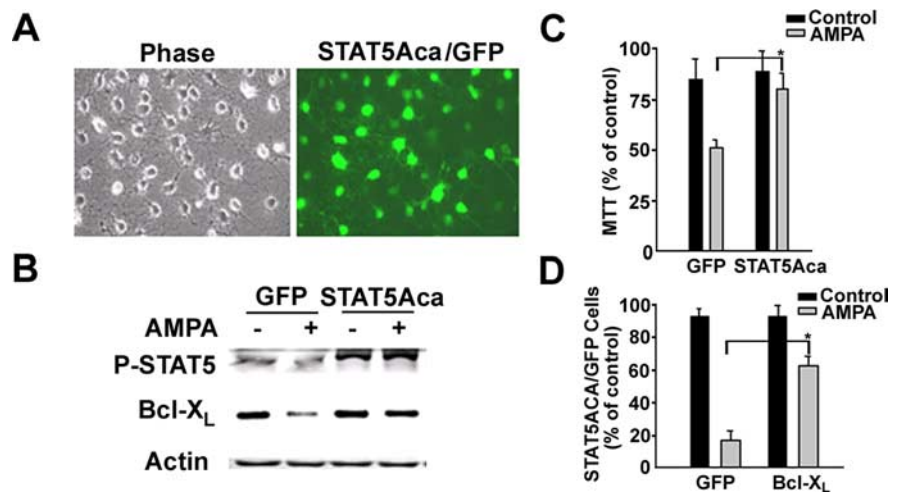 A
Phase
STAT5Aca/GFP
B
GFP STAT5Aca
AMPA - + - +
P-STAT5
Bcl-XL
Actin
C
Control
AMPA
MTT (% of control)
100
75
50
25
0
*
GFP STAT5Aca
D
Control
AMPA
STAT5ACA/GFP Cells
(% of control)
100
80
60
40
20
0
*
GFP Bcl-XL